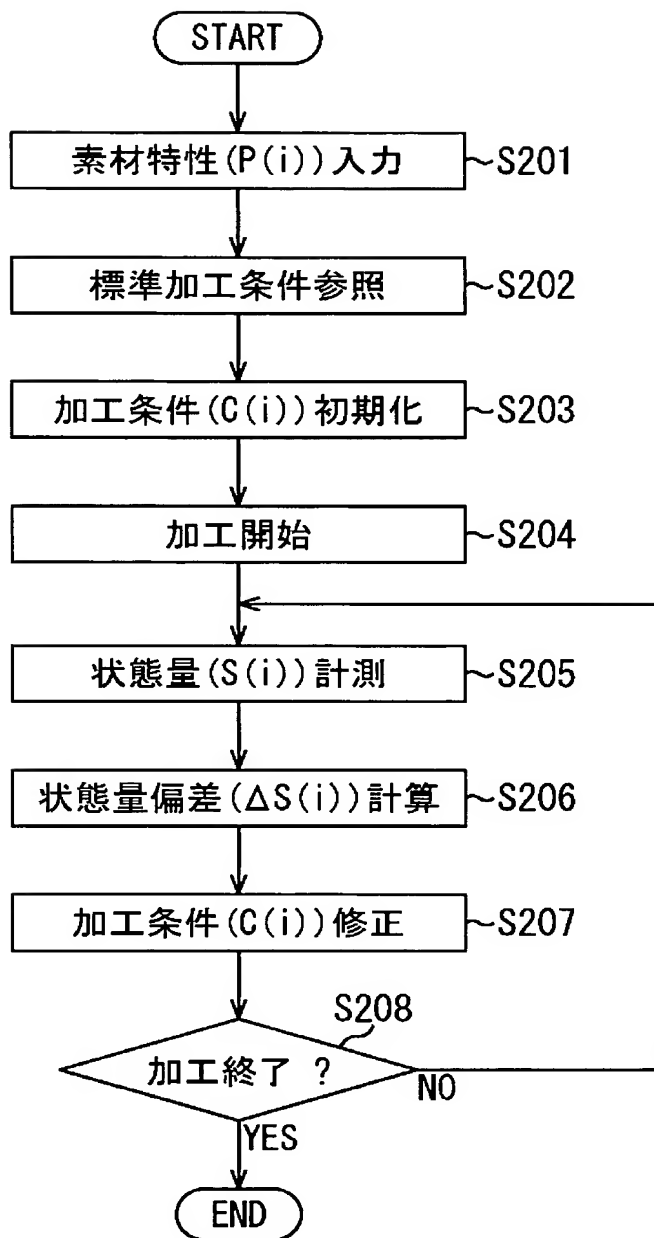 START
素材特性(P(i))入力 ~S201
標準加工条件参照 ~S202
加工条件(C(i))初期化 ~S203
加工開始 ~S204
状態量(S(i))計測 ~S205
状態量偏差(ΔS(i))計算 ~S206
加工条件(C(i))修正 ~S207
S208
加工終了 ?
NO
YES
END